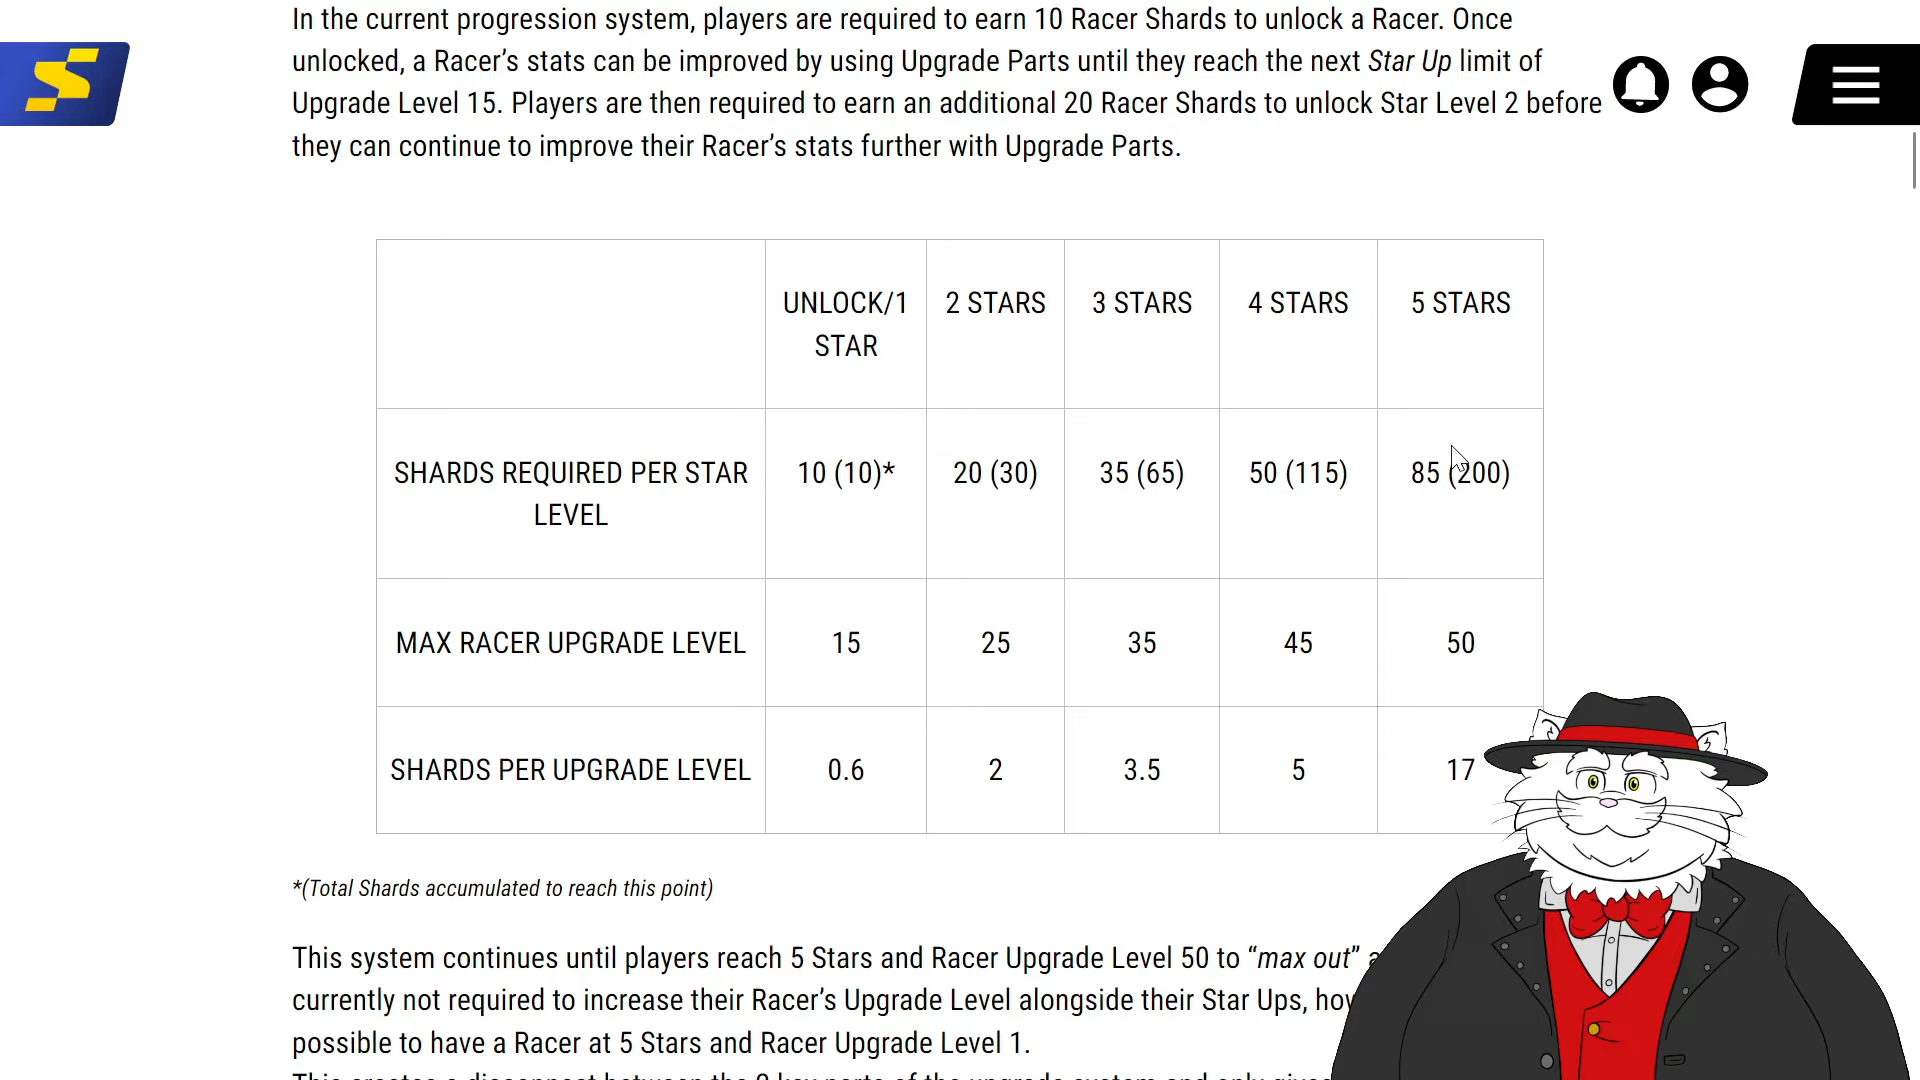 In the current progression system, players are required to earn 10 Racer Shards to unlock a Racer. Once
unlocked, a Racer’s stats can be improved by using Upgrade Parts until they reach the next Star Up limit of
Upgrade Level 15. Players are then required to earn an additional 20 Racer Shards to unlock Star Level 2 before
they can continue to improve their Racer’s stats further with Upgrade Parts.
UNLOCK/1 STAR 2 STARS 3 STARS 4 STARS 5 STARS
SHARDS REQUIRED PER STAR LEVEL 10 (10)* 20 (30) 35 (65) 50 (115) 85 (200)
MAX RACER UPGRADE LEVEL 15 25 35 45 50
SHARDS PER UPGRADE LEVEL 0.6 2 3.5 5 17
*(Total Shards accumulated to reach this point)
This system continues until players reach 5 Stars and Racer Upgrade Level 50 to “max out”
currently not required to increase their Racer’s Upgrade Level alongside their Star Ups,
possible to have a Racer at 5 Stars and Racer Upgrade Level 1.